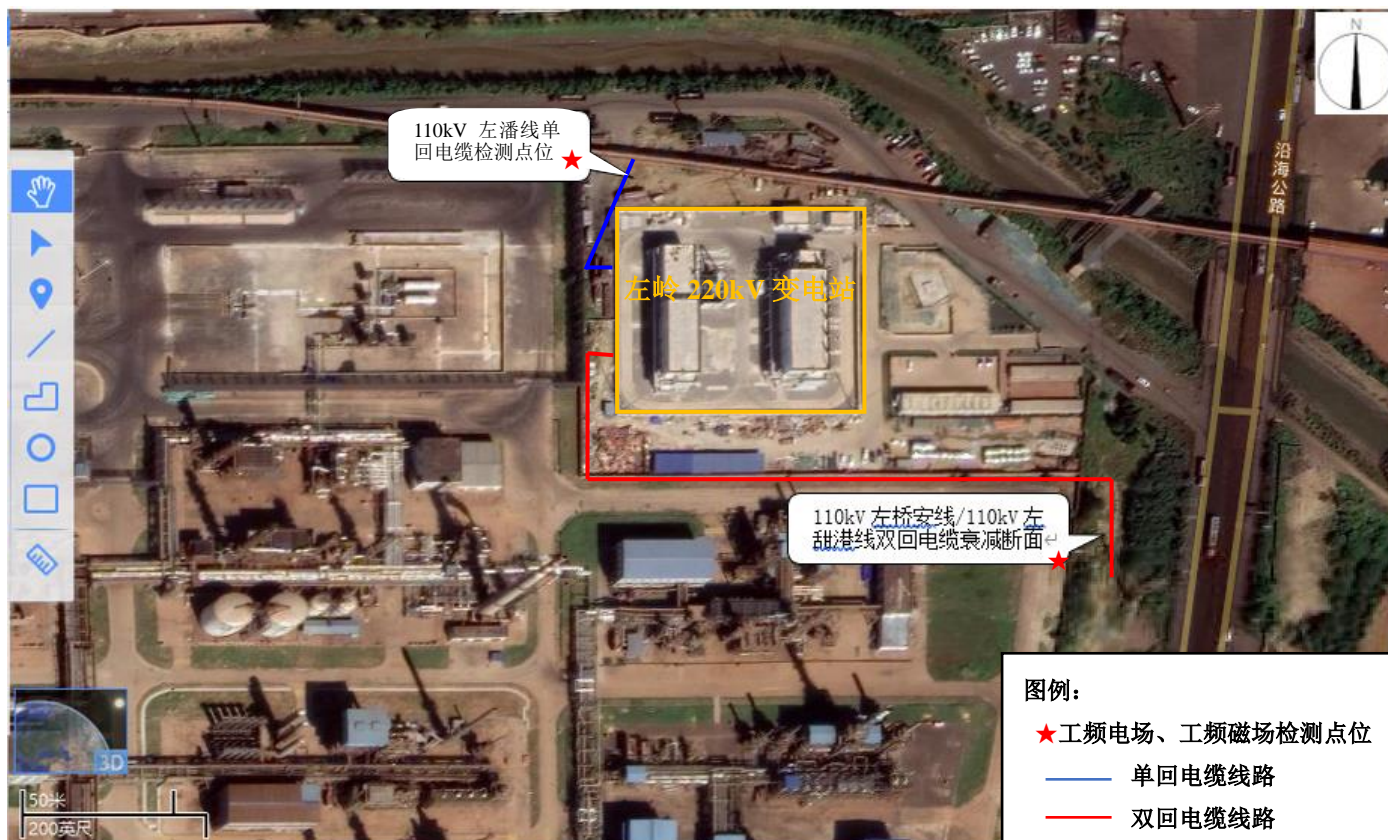 N
110kV 左潘线单
回电缆检测点位
沿海公路
左岭 220kV 变电站
110kV 左桥安线/110kV 左
甜港线双回电缆衰减断面
图例：
工频电场、工频磁场检测点位
单回电缆线路
双回电缆线路
3D
50米
200英尺